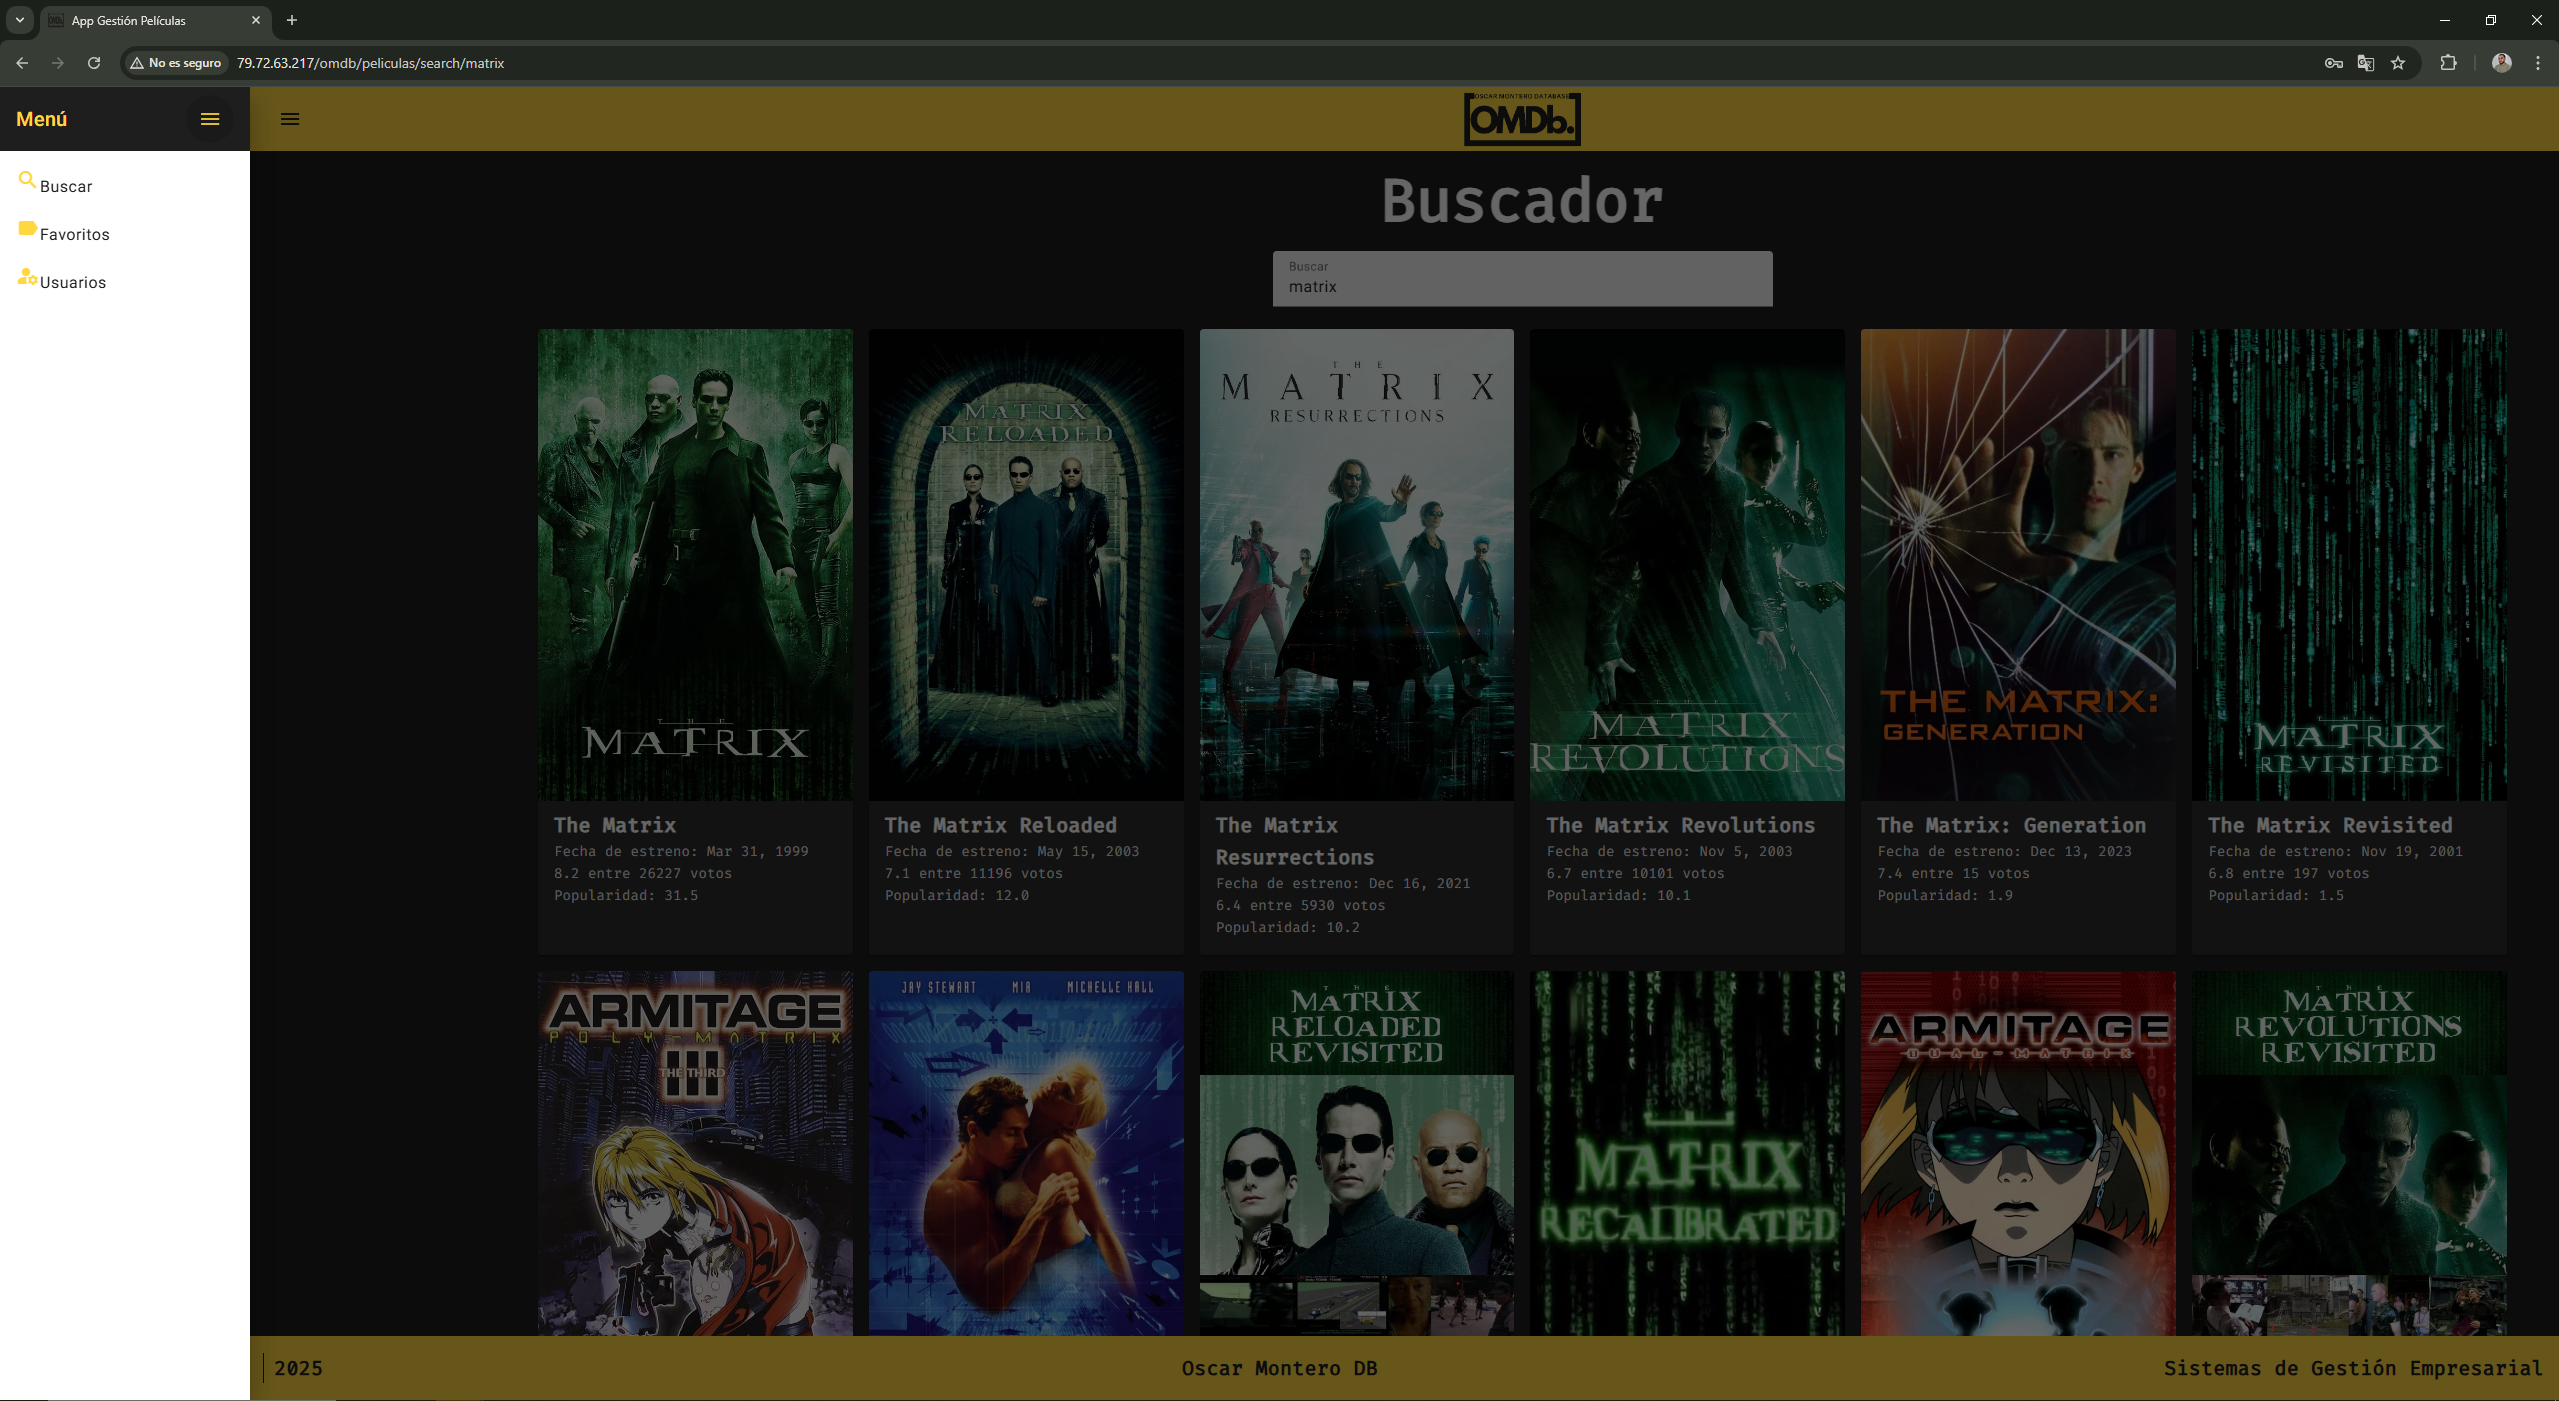 App Gestión Películas
No es seguro
79.72.63.217/omdb/peliculas/search/matrix
Menú
OSCAR MONTERO DATABASE
OMDb.
Buscar
Favoritos
Usuarios
Buscador
Buscar
matrix
THE
MATRIX
MATRIX
RELOADED
THE
MATRIX
RESURRECTIONS
THE
MATRIX
REVOLUTIONS
THE MATRIX:
GENERATION
THE
MATRIX
REVISITED
The Matrix
Fecha de estreno: Mar 31, 1999
8.2 entre 26227 votos
Popularidad: 31.5
The Matrix Reloaded
Fecha de estreno: May 15, 2003
7.1 entre 11196 votos
Popularidad: 12.0
The Matrix
Resurrections
Fecha de estreno: Dec 16, 2021
6.4 entre 5930 votos
Popularidad: 10.2
The Matrix Revolutions
Fecha de estreno: Nov 5, 2003
6.7 entre 10101 votos
Popularidad: 10.1
The Matrix: Generation
Fecha de estreno: Dec 13, 2023
7.4 entre 15 votos
Popularidad: 1.9
The Matrix Revisited
Fecha de estreno: Nov 19, 2001
6.8 entre 197 votos
Popularidad: 1.5
ARMITAGE
POLY-MATRIX
III
THE THIRD
JAY STEWART MIA MICHELLE HALL
THE
MATRIX
RELOADED
REVISITED
MATRIX
RECALIBRATED
ARMITAGE
DUAL-MATRIX
THE
MATRIX
REVOLUTIONS
REVISITED
2025
Oscar Montero DB
Sistemas de Gestión Empresarial